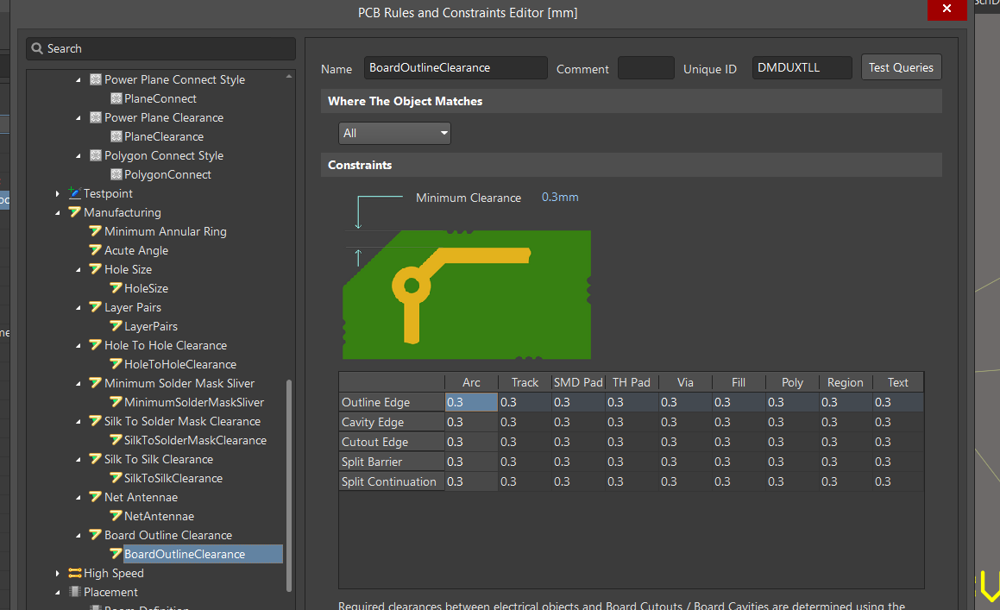 PCB Rules and Constraints Editor [mm]
Search
Power Plane Connect Style
PlaneConnect
Power Plane Clearance
PlaneClearance
Polygon Connect Style
PolygonConnect
Testpoint
Manufacturing
Minimum Annular Ring
Acute Angle
Hole Size
HoleSize
Layer Pairs
LayerPairs
Hole To Hole Clearance
HoleToHoleClearance
Minimum Solder Mask Sliver
MinimumSolderMaskSliver
Silk To Solder Mask Clearance
SilkToSolderMaskClearance
Silk To Silk Clearance
SilkToSilkClearance
Net Antennae
NetAntennae
Board Outline Clearance
BoardOutlineClearance
High Speed
Placement
Room Definition
Name BoardOutlineClearance Comment Unique ID DMDUXTLL Test Queries
Where The Object Matches
All
Constraints
Minimum Clearance 0.3mm
Arc Track SMD Pad TH Pad Via Fill Poly Region Text
Outline Edge 0.3 0.3 0.3 0.3 0.3 0.3 0.3 0.3 0.3
Cavity Edge 0.3 0.3 0.3 0.3 0.3 0.3 0.3 0.3 0.3
Cutout Edge 0.3 0.3 0.3 0.3 0.3 0.3 0.3 0.3 0.3
Split Barrier 0.3 0.3 0.3 0.3 0.3 0.3 0.3 0.3 0.3
Split Continuation 0.3 0.3 0.3 0.3 0.3 0.3 0.3 0.3 0.3
Required clearances between electrical objects and Board Cutouts / Board Cavities are determined using the